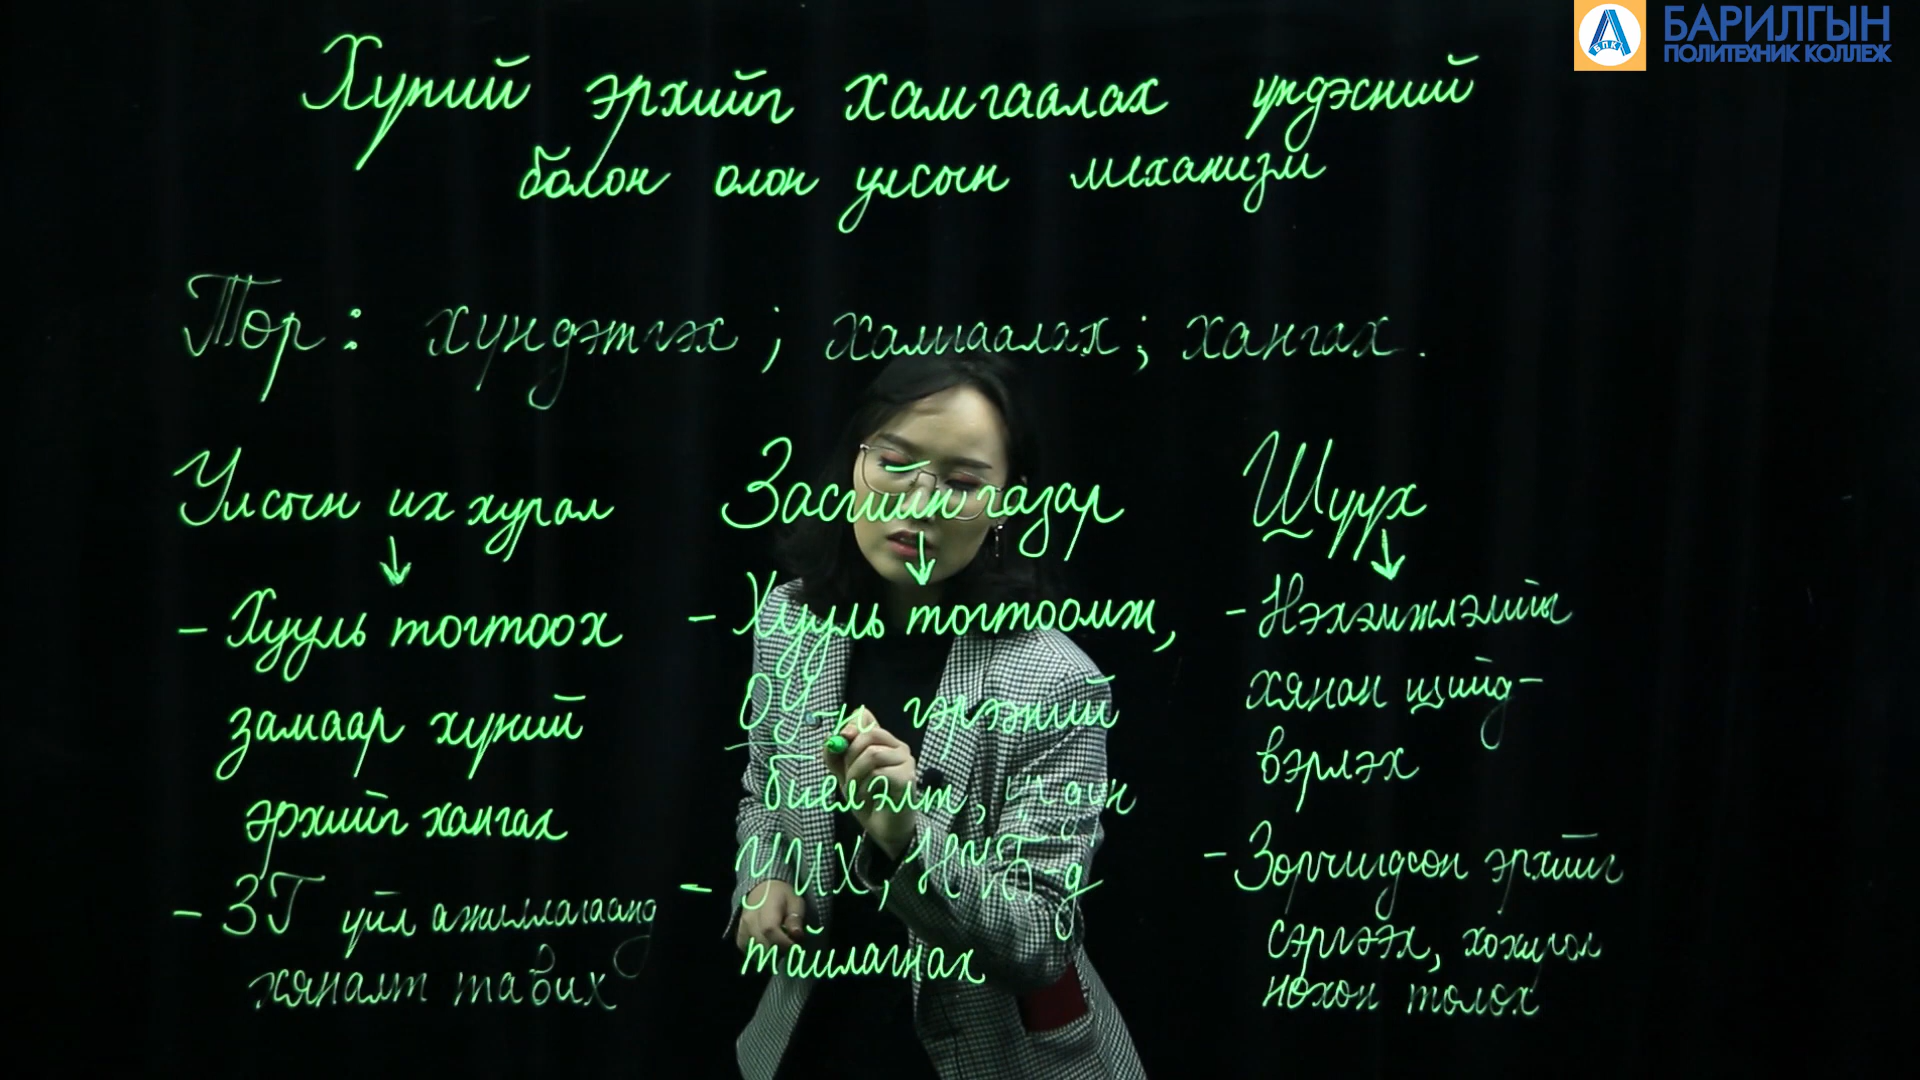 БАРИЛГЫН
ПОЛИТЕХНИК КОЛЛЕЖ
БПК
Хүний эрхийг хамгаалах үндэсний
болон олон улсын механизм
Төр: хүндэтгэх; хамгаалах; хангах.
Улсын их хурал
- Хууль тогтоох
замаар хүний
эрхийг хангах
- ЗГ үйл ажиллагаанд
хяналт тавих
Засгийн газар
- Хууль тогтоомж,
ОУ-н гэрээний
биелэлт,
- УИХ, НҮБ-д
тайлагнах
Шүүх
- Нэхэмжлэлийг
хянан шийд-
вэрлэх
- Зөрчигдсөн эрхийг
сэргээх, хохирол
нөхөн төлөх